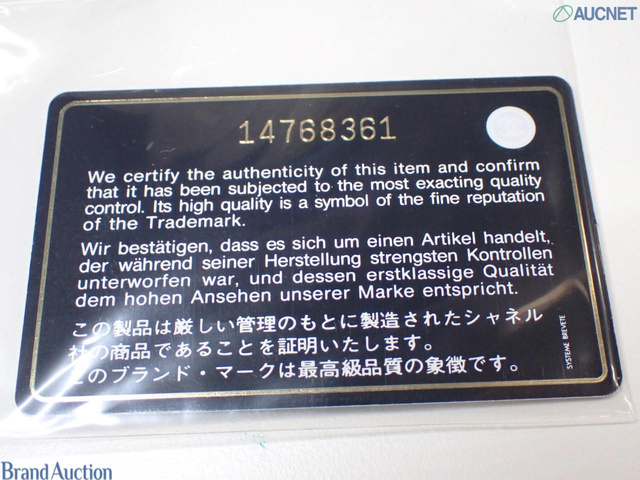 AUCNET
14768361
We certify the authenticity of this item and confirm
that it has been subjected to the most exacting quality
control. Its high quality is a symbol of the fine reputation
of the Trademark.
Wir bestätigen, dass es sich um einen Artikel handelt,
der während seiner Herstellung strengsten Kontrollen
unterworfen war, und dessen erstklassige Qualität
dem hohen Ansehen unserer Marke entspricht.
この製品は厳しい管理のもとに製造されたシャネル
社の商品であることを証明いたします。
このブランド・マークは最高級品質の象徴です。
SYSTEME BREVETE
Brand Auction